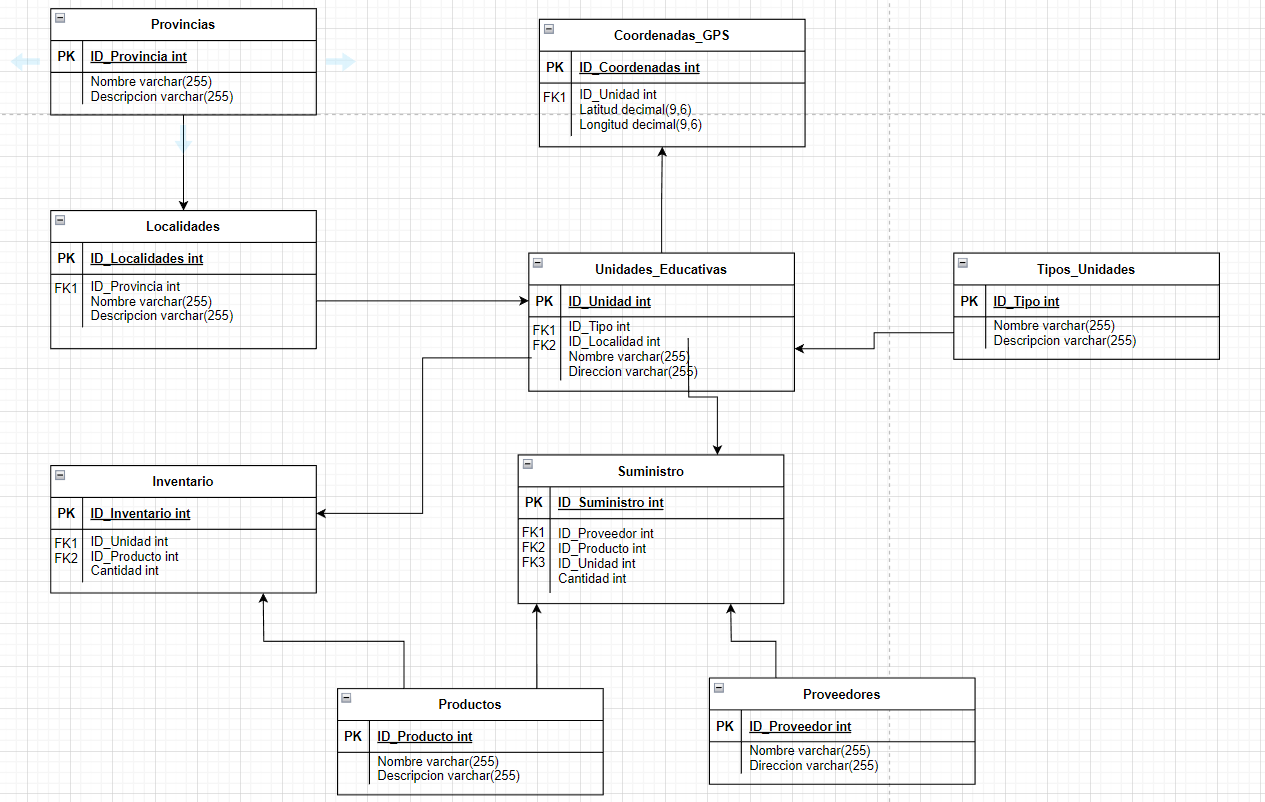 Provincias
PK ID_Provincia int
Nombre varchar(255)
Descripcion varchar(255)
Coordenadas_GPS
PK ID_Coordenadas int
FK1 ID_Unidad int
Latitud decimal(9,6)
Longitud decimal(9,6)
Localidades
PK ID_Localidades int
FK1 ID_Provincia int
Nombre varchar(255)
Descripcion varchar(255)
Unidades_Educativas
PK ID_Unidad int
FK1 ID_Tipo int
FK2 ID_Localidad int
Nombre varchar(255)
Direccion varchar(255)
Tipos_Unidades
PK ID_Tipo int
Nombre varchar(255)
Descripcion varchar(255)
Inventario
PK ID_Inventario int
FK1 ID_Unidad int
FK2 ID_Producto int
Cantidad int
Suministro
PK ID_Suministro int
FK1 ID_Proveedor int
FK2 ID_Producto int
FK3 ID_Unidad int
Cantidad int
Productos
PK ID_Producto int
Nombre varchar(255)
Descripcion varchar(255)
Proveedores
PK ID_Proveedor int
Nombre varchar(255)
Direccion varchar(255)